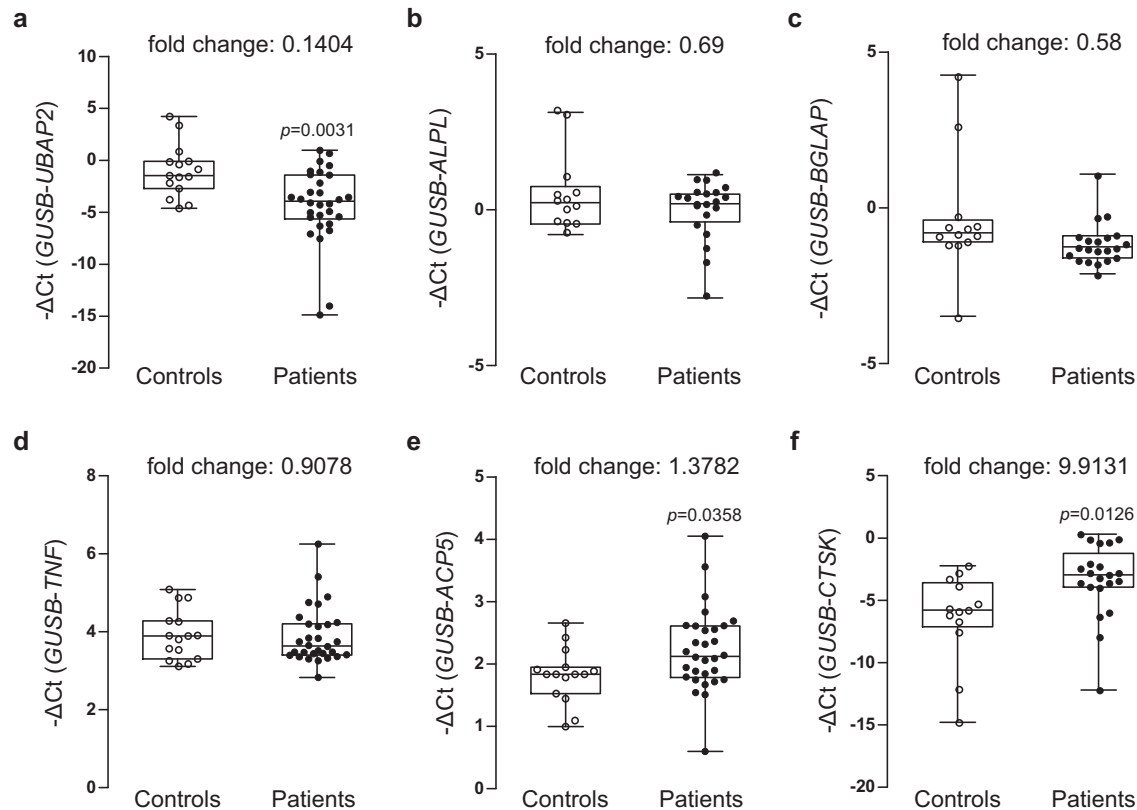 a
fold change: 0.1404
-ΔCt (GUSB-UBAP2)
10
5
0
-5
-10
-15
-20
p=0.0031
Controls
Patients
b
fold change: 0.69
-ΔCt (GUSB-ALPL)
5
0
-5
Controls
Patients
c
fold change: 0.58
-ΔCt (GUSB-BGLAP)
5
0
-5
Controls
Patients
d
fold change: 0.9078
-ΔCt (GUSB-TNF)
8
6
4
2
0
Controls
Patients
e
fold change: 1.3782
-ΔCt (GUSB-ACP5)
5
4
3
2
1
0
p=0.0358
Controls
Patients
f
fold change: 9.9131
-ΔCt (GUSB-CTSK)
5
0
-5
-10
-15
-20
p=0.0126
Controls
Patients